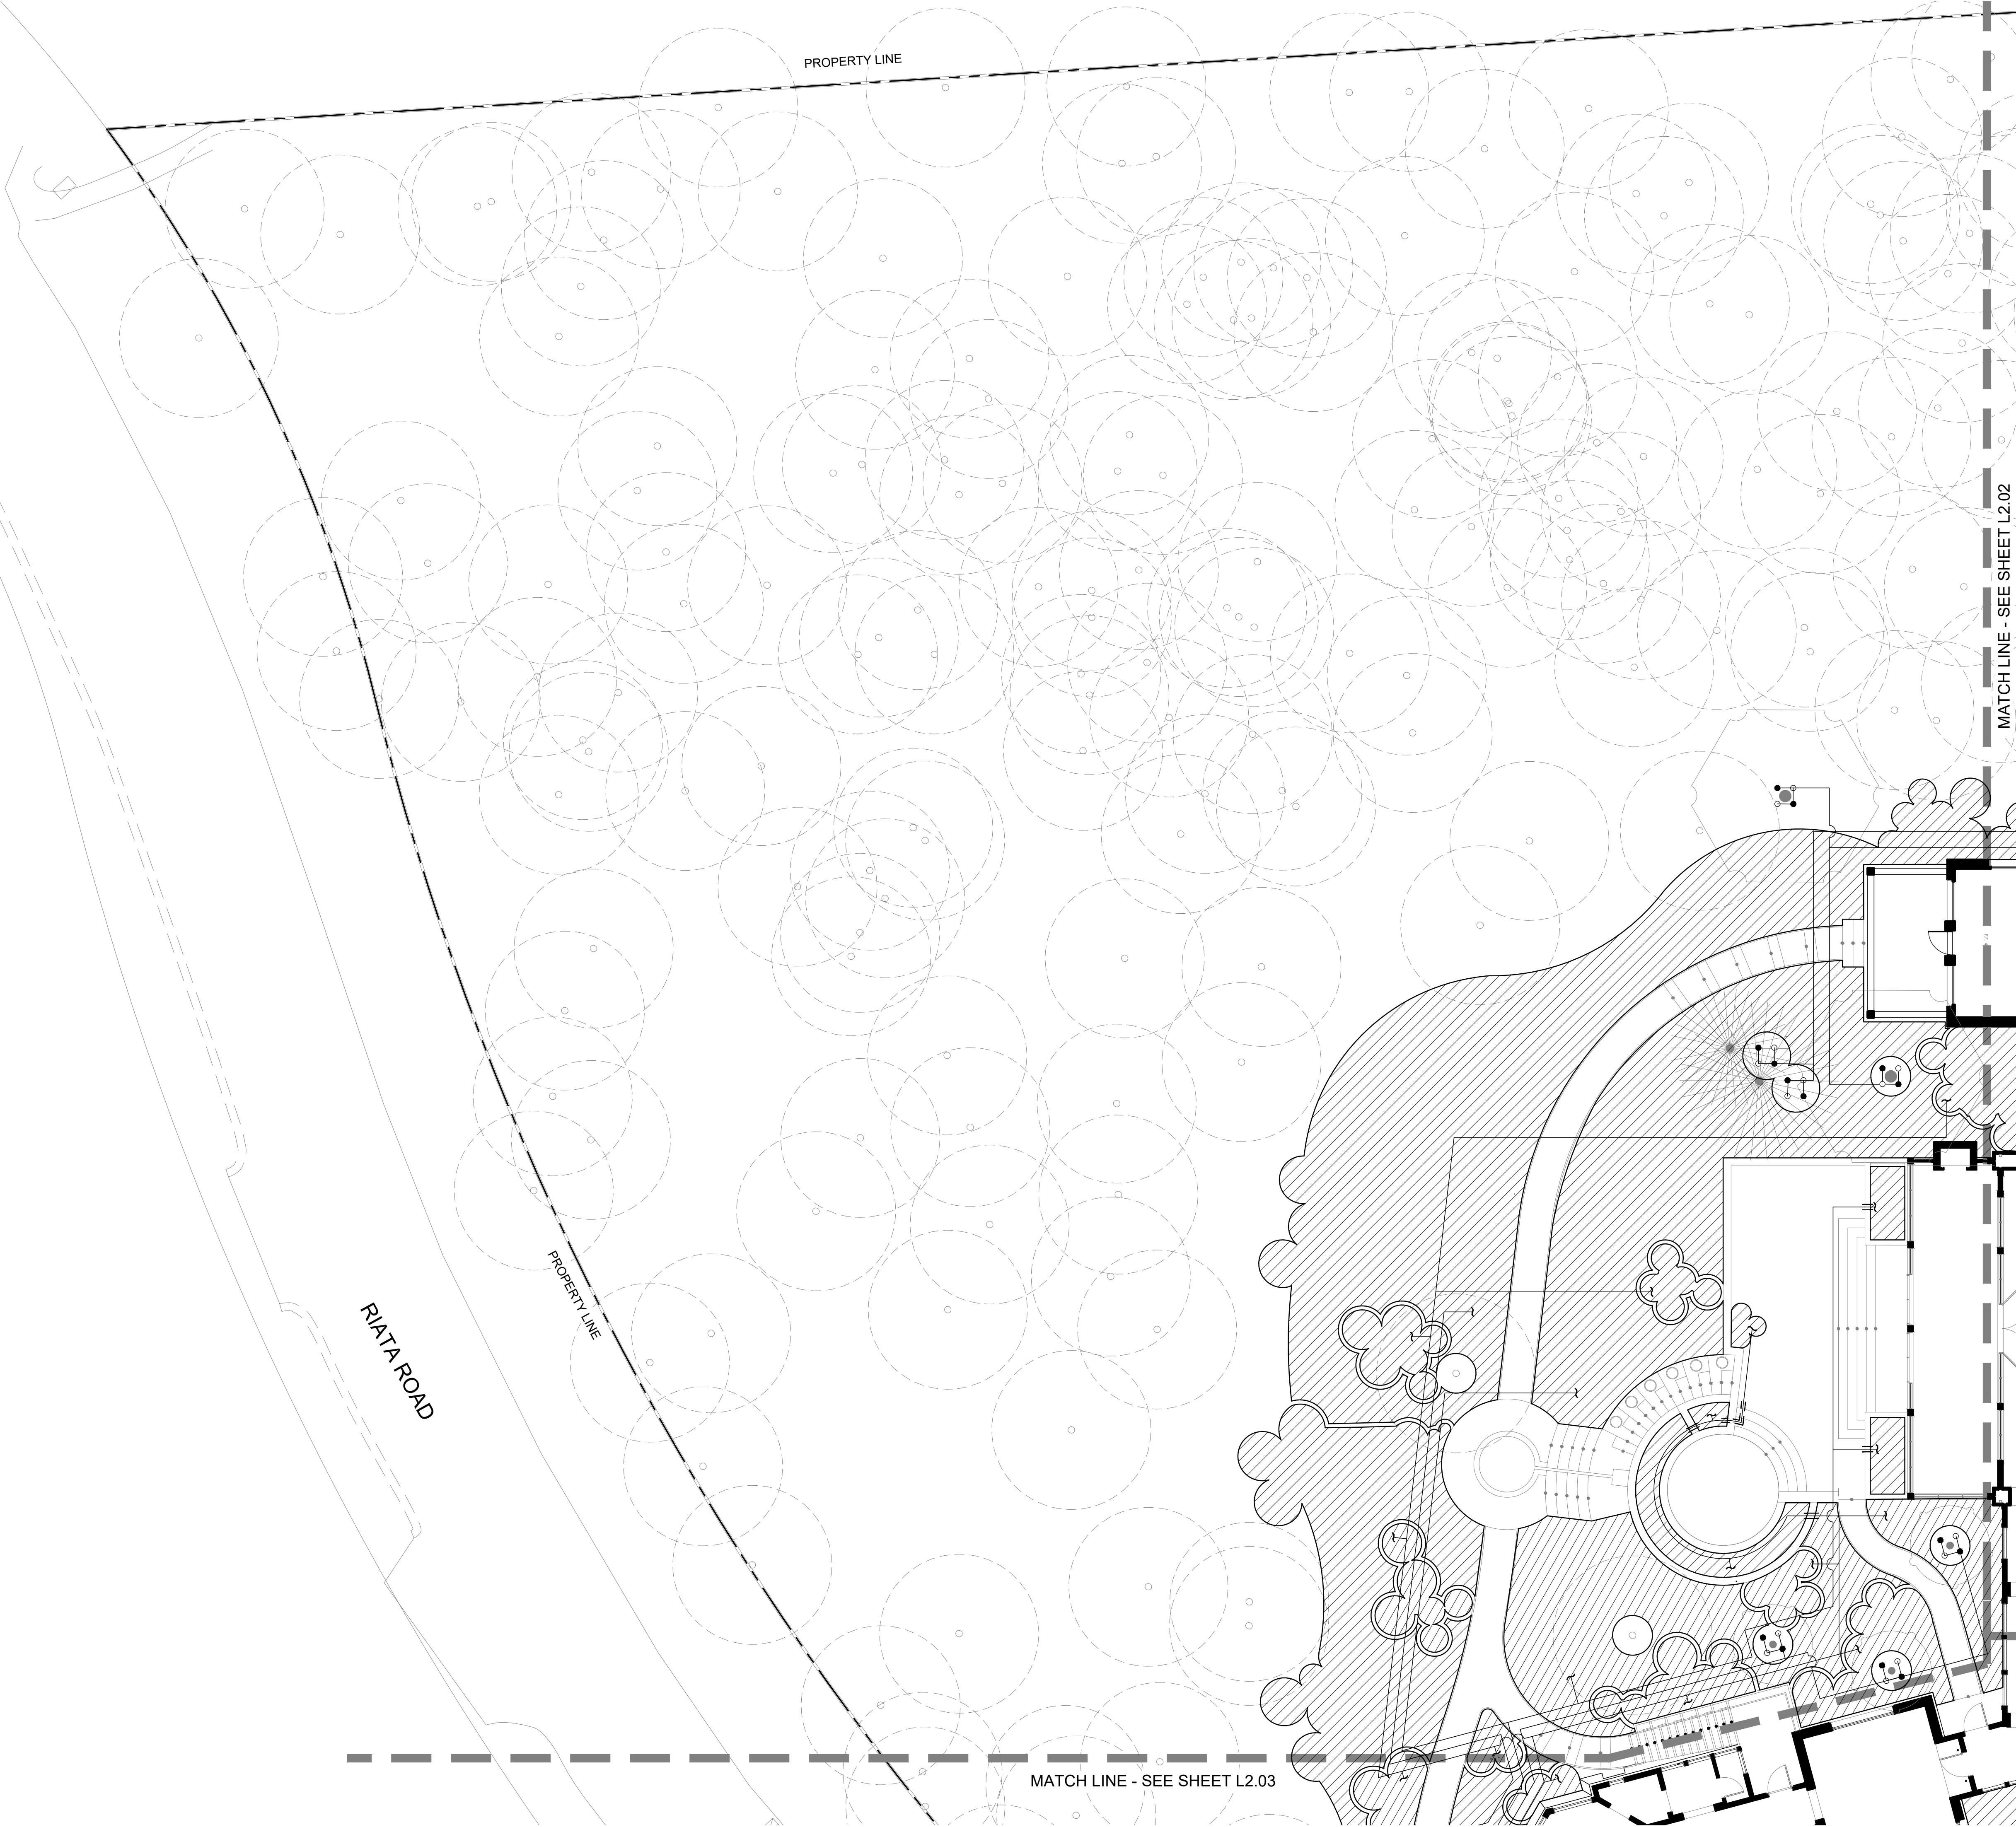 PROPERTY LINE
MATCH LINE - SEE SHEET L2.02
PROPERTY LINE
RIATA ROAD
MATCH LINE - SEE SHEET L2.03